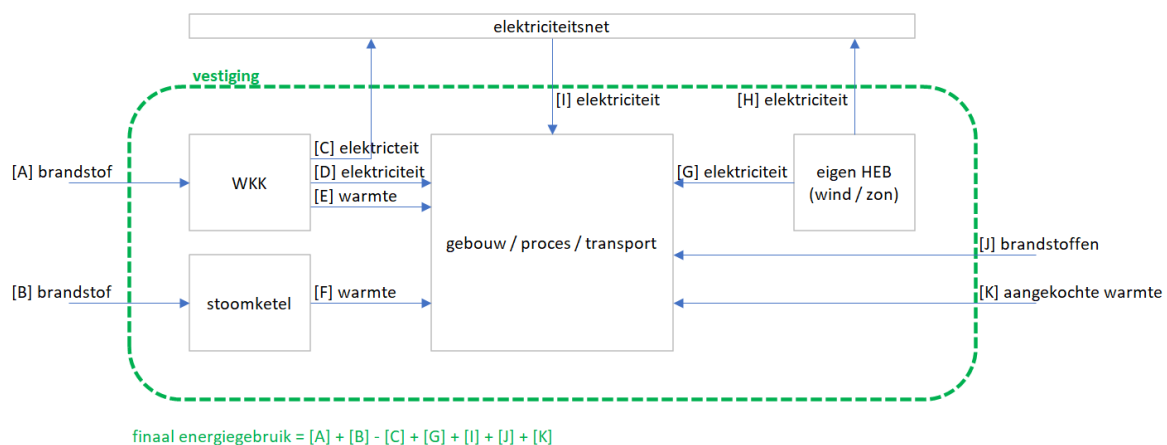 elektriciteitsnet
vestiging
[I] elektriciteit
[H] elektriciteit
[A] brandstof
WKK
[C] elektricteit
[D] elektriciteit
[E] warmte
gebouw / proces / transport
[G] elektriciteit
eigen HEB
(wind / zon)
[J] brandstoffen
[B] brandstof
stoomketel
[F] warmte
[K] aangekochte warmte
finaal energiegebruik = [A] + [B] - [C] + [G] + [I] + [J] + [K]